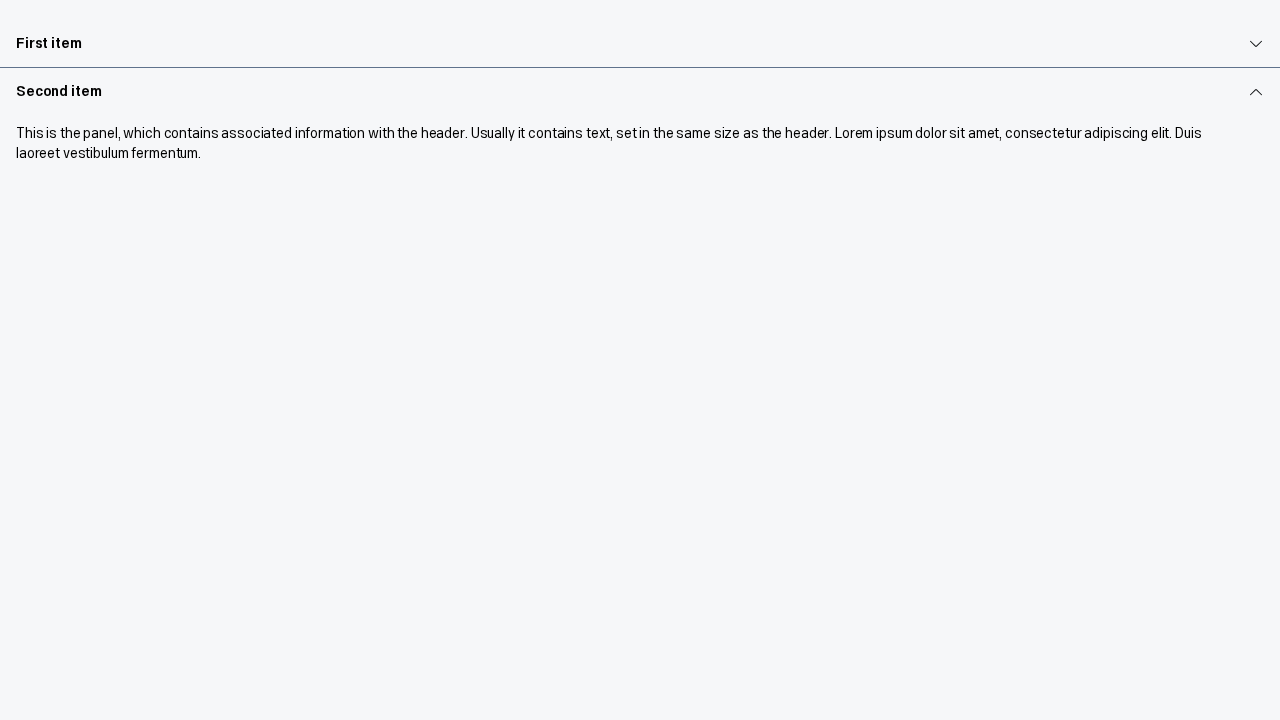 First item
Second item
This is the panel, which contains associated information with the header. Usually it contains text, set in the same size as the header. Lorem ipsum dolor sit amet, consectetur adipiscing elit. Duis
laoreet vestibulum fermentum.